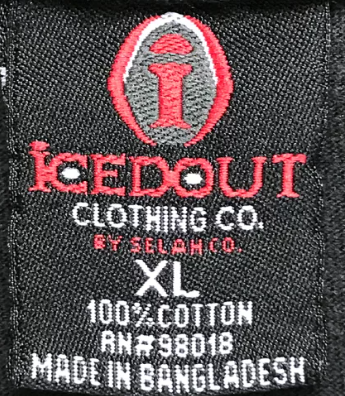 i
iCEDOUT
CLOTHING CO.
BY SELAH CO.
XL
100% COTTON
RN#98018
MADE IN BANGLADESH